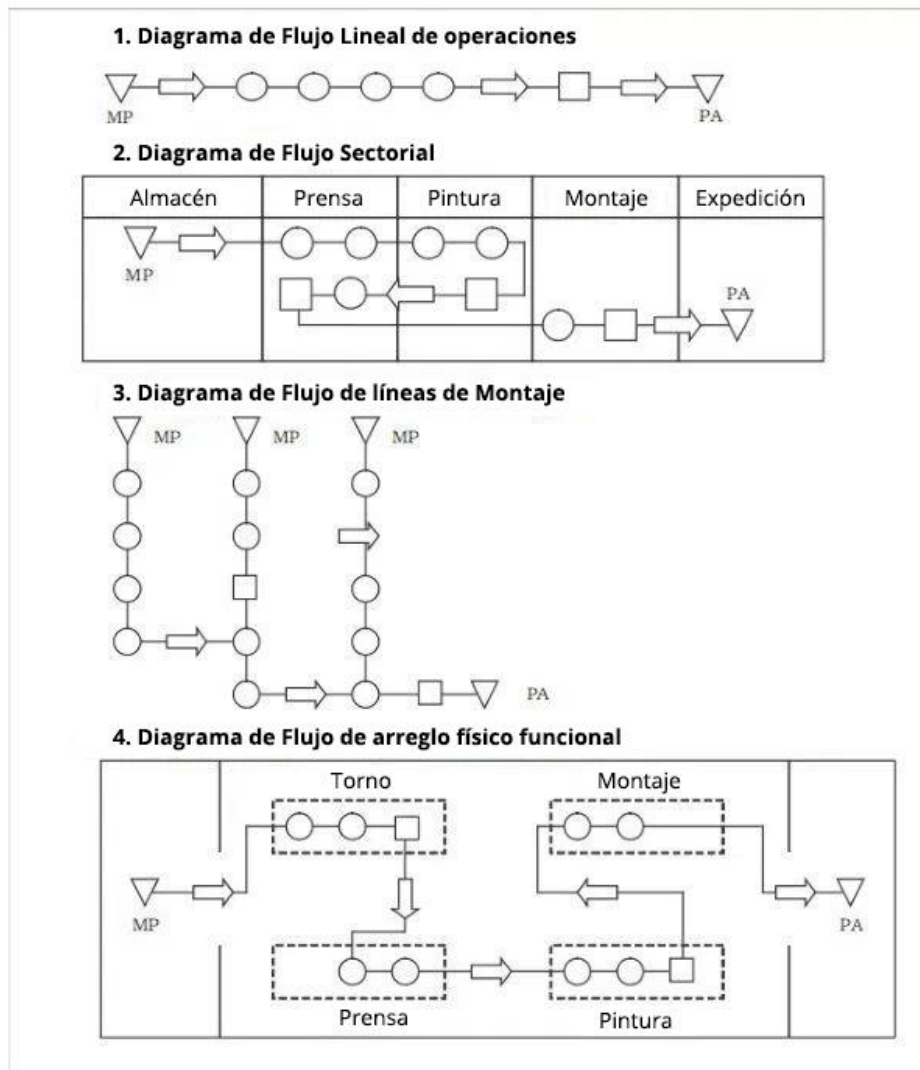 1. Diagrama de Flujo Lineal de operaciones
MP
PA
2. Diagrama de Flujo Sectorial
Almacén Prensa Pintura Montaje Expedición
MP
PA
3. Diagrama de Flujo de líneas de Montaje
MP MP MP
PA
4. Diagrama de Flujo de arreglo físico funcional
Torno Montaje
MP
PA
Prensa Pintura